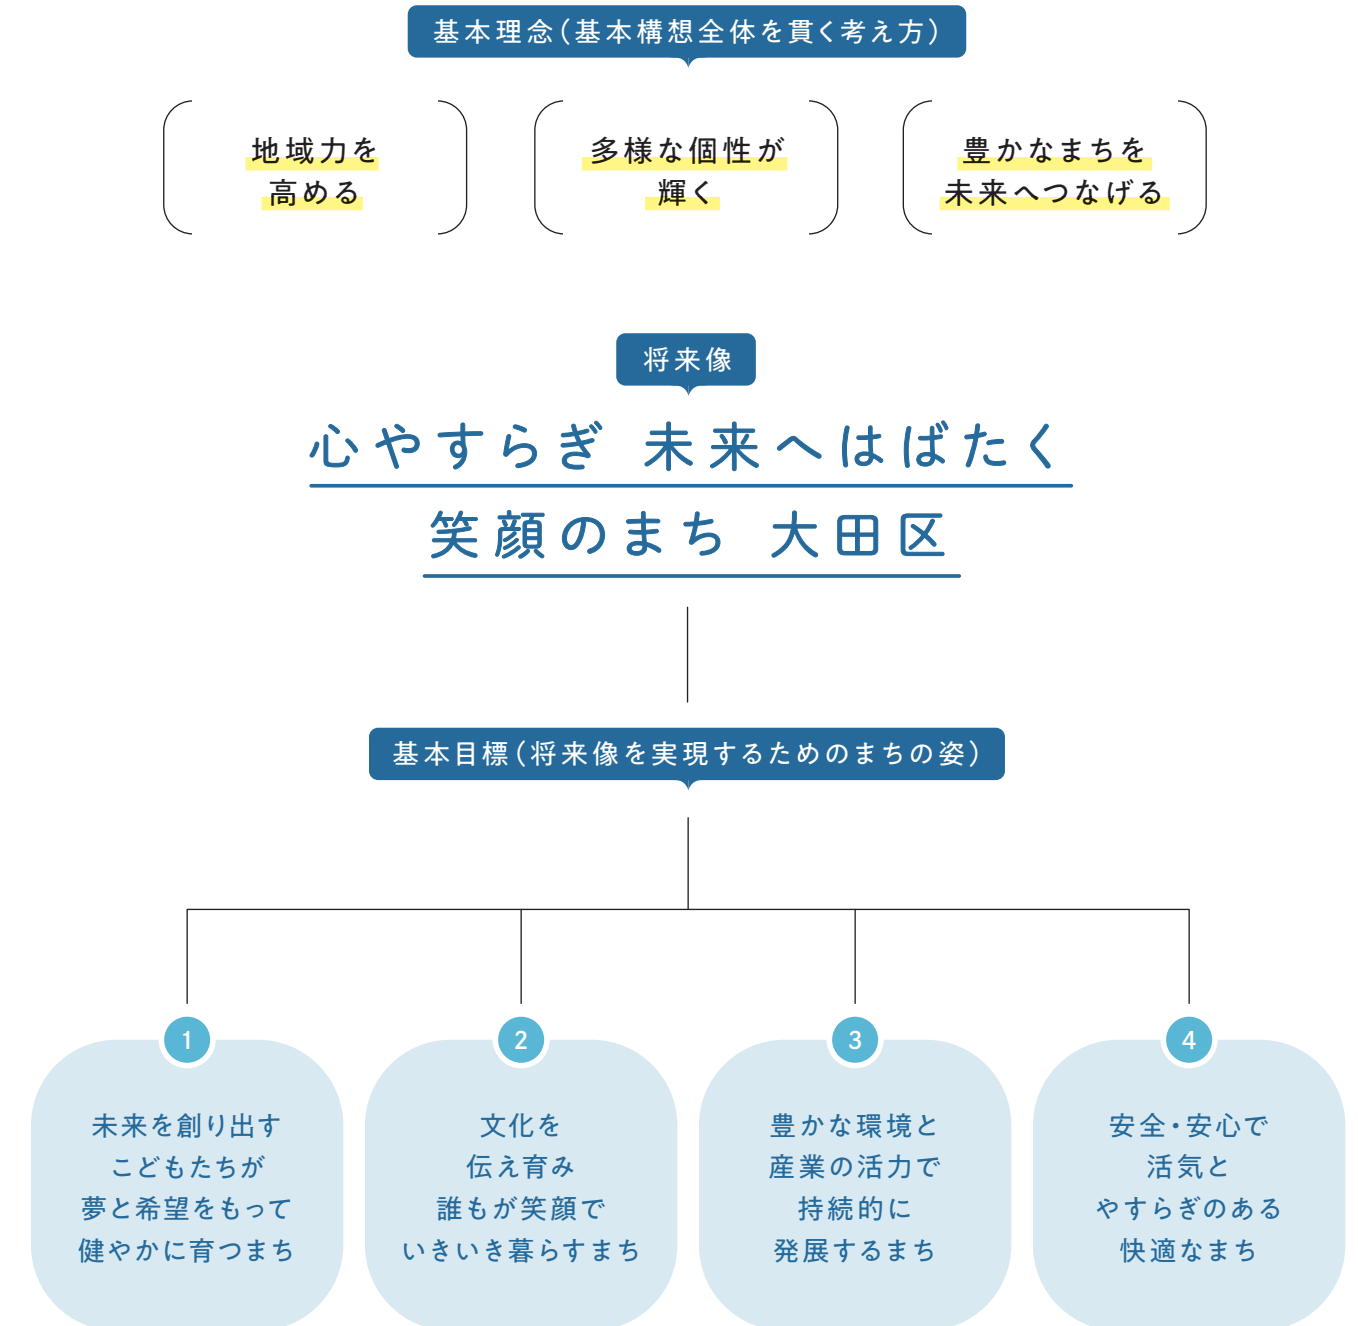 基本理念（基本構想全体を貫く考え方）
地域力を
高める
多様な個性が
輝く
豊かなまちを
未来へつなげる
将来像
心やすらぎ 未来へはばたく
笑顔のまち 大田区
基本目標（将来像を実現するためのまちの姿）
1
未来を創り出す
こどもたちが
夢と希望をもって
健やかに育つまち
2
文化を
伝え育み
誰もが笑顔で
いきいき暮らすまち
3
豊かな環境と
産業の活力で
持続的に
発展するまち
4
安全・安心で
活気と
やすらぎのある
快適なまち